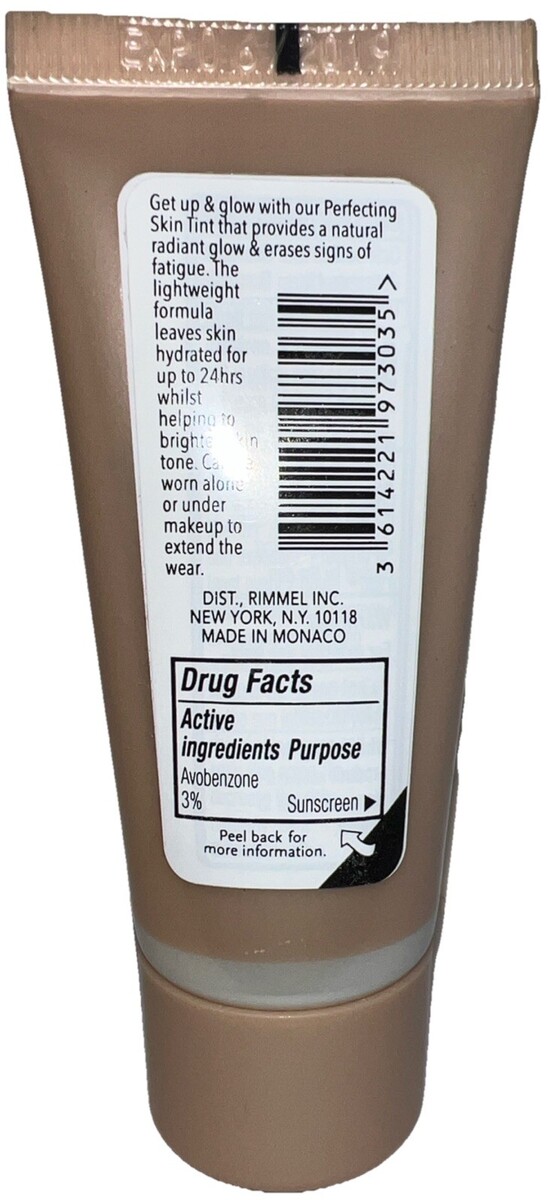 Get up & glow with our Perfecting
Skin Tint that provides a natural
radiant glow & erases signs of
fatigue. The
lightweight
formula
leaves skin
hydrated for
up to 24hrs
whilst
helping to
tone.
worn alone
or under
makeup to
extend the
wear.
3 614221 973035 >
DIST., RIMMEL INC.
NEW YORK, N.Y. 10118
MADE IN MONACO
Drug Facts
Active
ingredients Purpose
Avobenzone
3% Sunscreen ▶
Peel back for
more information.